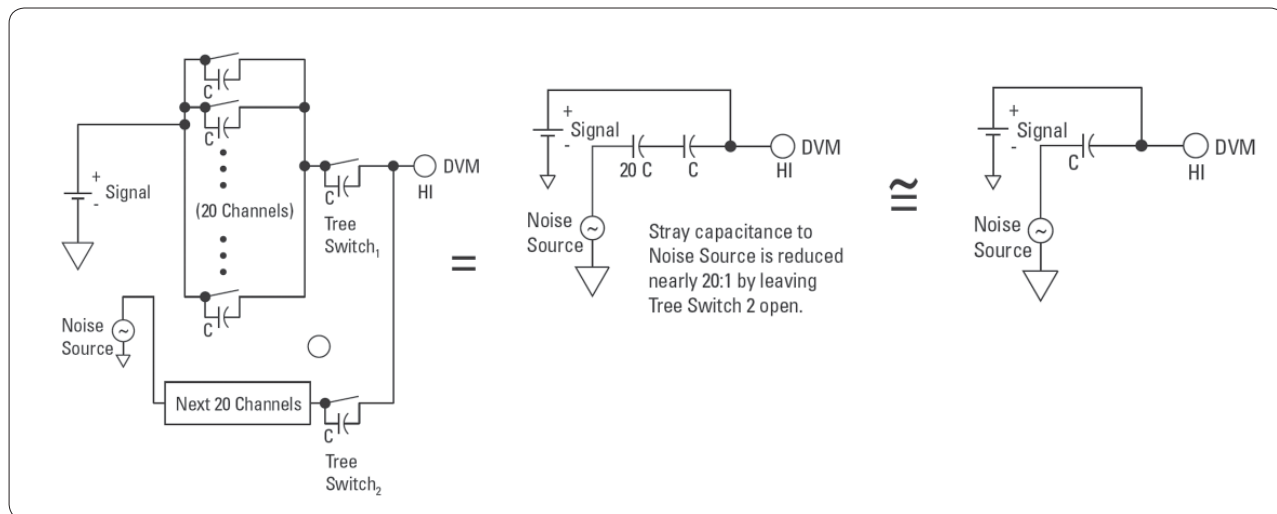 C
C
+
Signal
-
(20 Channels)
C
Tree
Switch₁
DVM
HI
C
Noise
Source
~
Next 20 Channels
C
Tree
Switch₂
=
+
Signal
-
20 C
C
DVM
HI
Noise
Source
~
Stray capacitance to
Noise Source is reduced
nearly 20:1 by leaving
Tree Switch 2 open.
≅
+
Signal
-
C
DVM
HI
Noise
Source
~